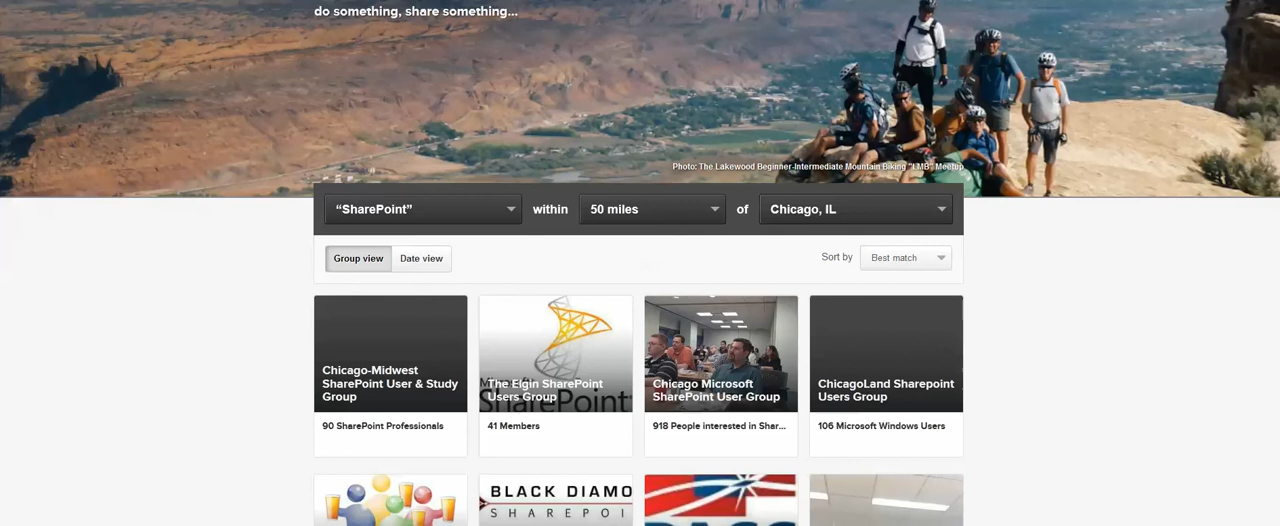 do something, share something...
Photo: The Lakewood Beginner-Intermediate Mountain Biking "LMB" Meetup
“SharePoint” within 50 miles of Chicago, IL
Group view Date view Sort by Best match
Chicago-Midwest
SharePoint User & Study
Group
90 SharePoint Professionals
Microsoft
SharePoint
The Elgin SharePoint
Users Group
41 Members
Chicago Microsoft
SharePoint User Group
918 People interested in Shar...
ChicagoLand Sharepoint
Users Group
106 Microsoft Windows Users
BLACK DIAMO
SHAREPOI